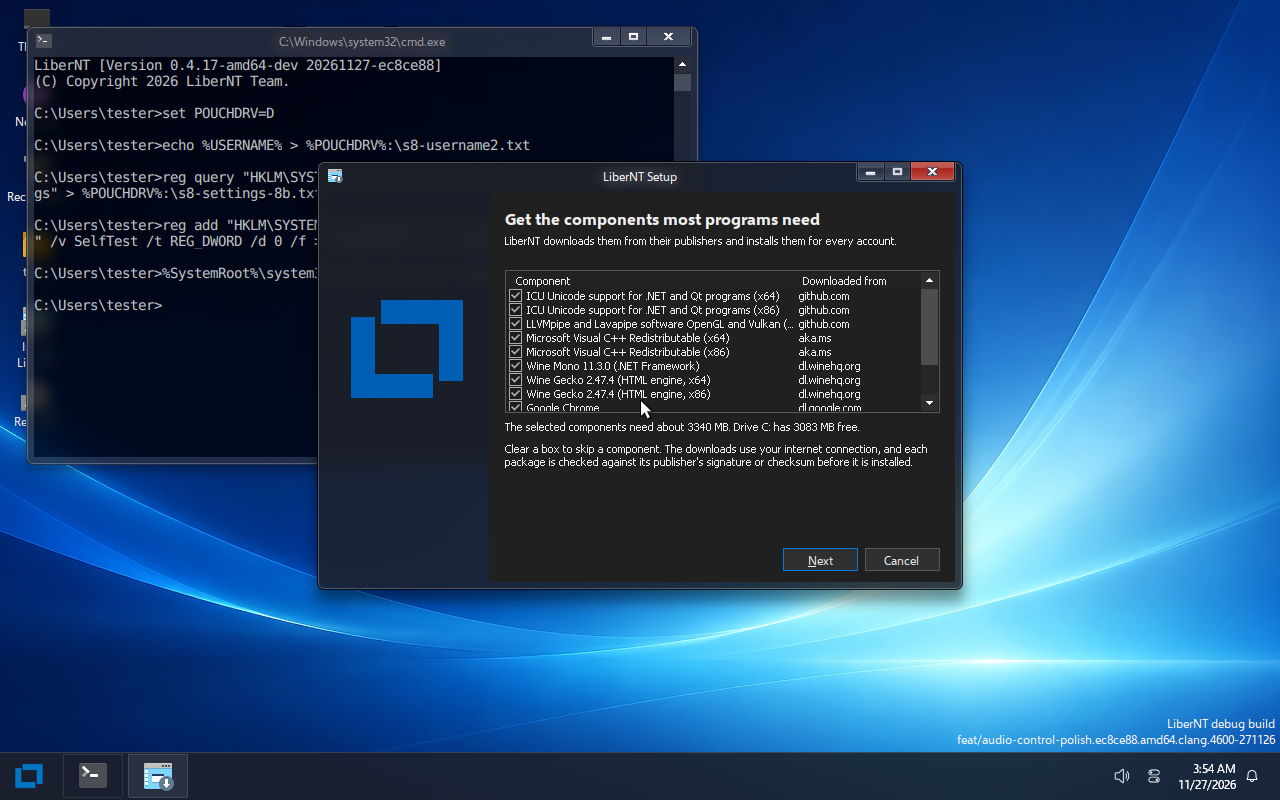 C:\Windows\system32\cmd.exe
LiberNT [Version 0.4.17-amd64-dev 20261127-ec8ce88]
(C) Copyright 2026 LiberNT Team.
C:\Users\tester>set POUCHDRV=D
C:\Users\tester>echo %USERNAME% > %POUCHDRV%:\s8-username2.txt
C:\Users\tester>reg query "HKLM\SYST
gs" > %POUCHDRV%:\s8-settings-8b.tx
C:\Users\tester>reg add "HKLM\SYSTEM
" /v SelfTest /t REG_DWORD /d 0 /f >
C:\Users\tester>%SystemRoot%\system3
C:\Users\tester>
LiberNT Setup
Get the components most programs need
LiberNT downloads them from their publishers and installs them for every account.
Component Downloaded from
ICU Unicode support for .NET and Qt programs (x64) github.com
ICU Unicode support for .NET and Qt programs (x86) github.com
LLVMpipe and Lavapipe software OpenGL and Vulkan (... github.com
Microsoft Visual C++ Redistributable (x64) aka.ms
Microsoft Visual C++ Redistributable (x86) aka.ms
Wine Mono 11.3.0 (.NET Framework) dl.winehq.org
Wine Gecko 2.47.4 (HTML engine, x64) dl.winehq.org
Wine Gecko 2.47.4 (HTML engine, x86) dl.winehq.org
Google Chrome dl.google.com
The selected components need about 3340 MB. Drive C: has 3083 MB free.
Clear a box to skip a component. The downloads use your internet connection, and each
package is checked against its publisher's signature or checksum before it is installed.
Next Cancel
LiberNT debug build
feat/audio-control-polish.ec8ce88.amd64.clang.4600-271126
3:54 AM
11/27/2026